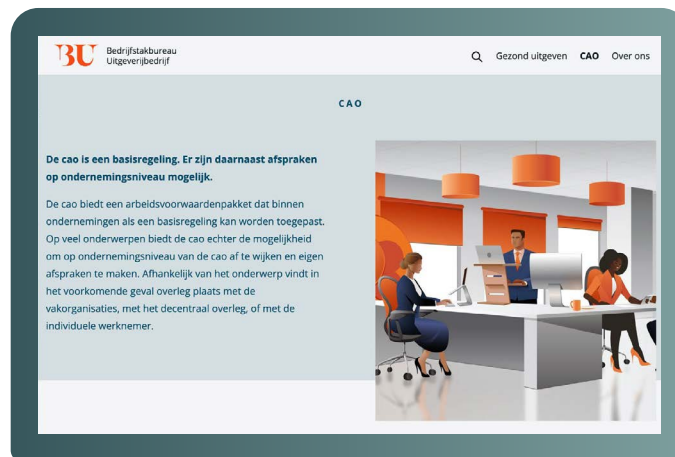 BU
Bedrijfstakbureau
Uitgeverijbedrijf
Gezond uitgeven CAO Over ons
CAO
De cao is een basisregeling. Er zijn daarnaast afspraken
op ondernemingsniveau mogelijk.
De cao biedt een arbeidsvoorwaardenpakket dat binnen
ondernemingen als een basisregeling kan worden toegepast.
Op veel onderwerpen biedt de cao echter de mogelijkheid
om op ondernemingsniveau van de cao af te wijken en eigen
afspraken te maken. Afhankelijk van het onderwerp vindt in
het voorkomende geval overleg plaats met de
vakorganisaties, met het decentraal overleg, of met de
individuele werknemer.